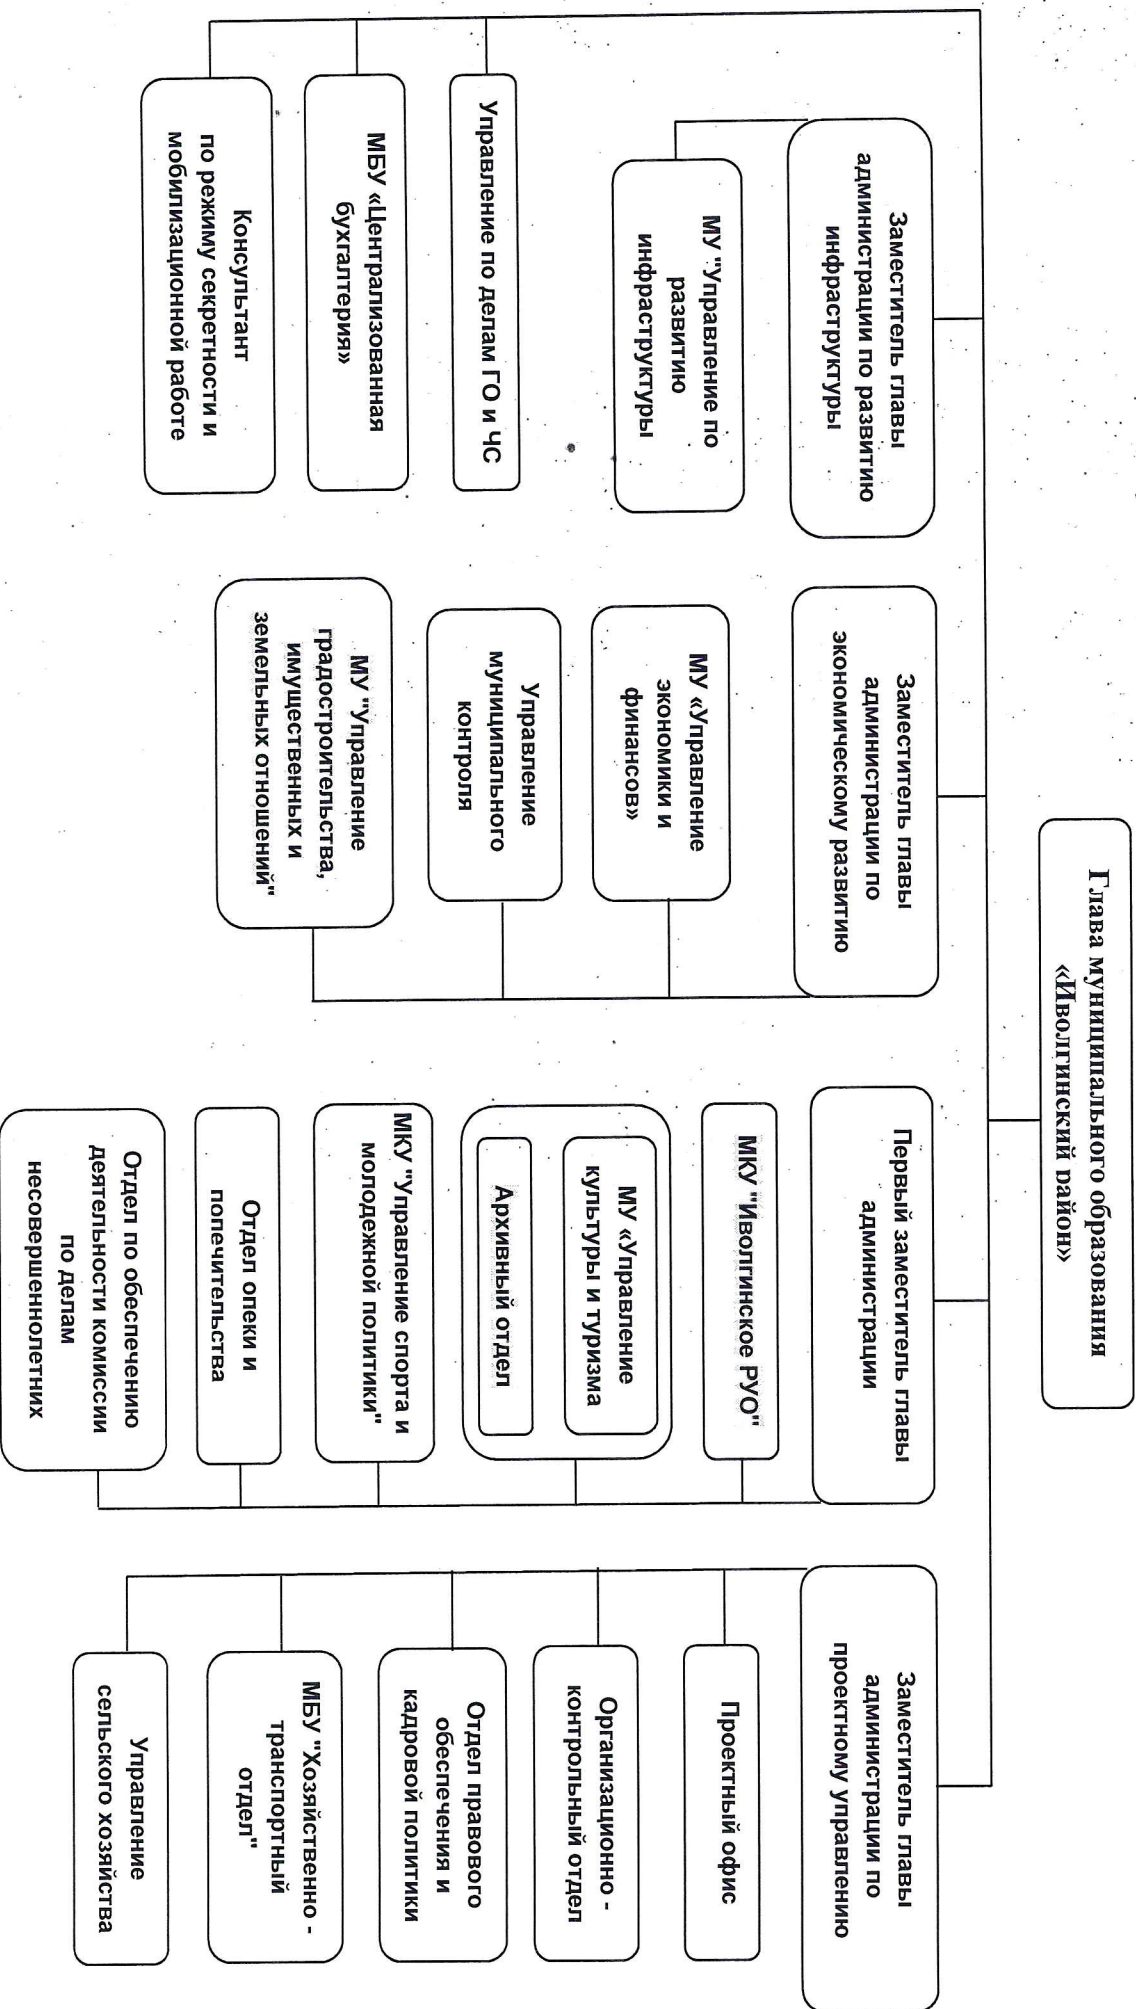 Глава муниципального образования
«Иволгинский район»
Заместитель главы
администрации по развитию
инфраструктуры
МУ "Управление по
развитию
инфраструктуры
Управление по делам ГО и ЧС
МБУ «Централизованная
бухгалтерия»
Консультант
по режиму секретности и
мобилизационной работе
Заместитель главы
администрации по
экономическому развитию
МУ «Управление
экономики и
финансов»
Управление
муниципального
контроля
МУ "Управление
градостроительства,
имущественных и
земельных отношений"
Первый заместитель главы
администрации
МКУ "Иволгинское РУО"
МУ «Управление
культуры и туризма
Архивный отдел
МКУ "Управление спорта и
молодежной политики"
Отдел опеки и
попечительства
Отдел по обеспечению
деятельности комиссии
по делам
несовершеннолетних
Заместитель главы
администрации по
проектному управлению
Проектный офис
Организационно -
контрольный отдел
Отдел правового
обеспечения и
кадровой политики
МБУ "Хозяйственно -
транспортный
отдел"
Управление
сельского хозяйства